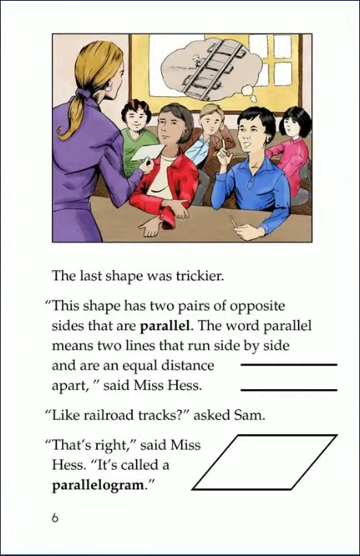 The last shape was trickier.
“This shape has two pairs of opposite
sides that are parallel. The word parallel
means two lines that run side by side
and are an equal distance
apart, ” said Miss Hess.
“Like railroad tracks?” asked Sam.
“That’s right,” said Miss
Hess. “It’s called a
parallelogram.”
6